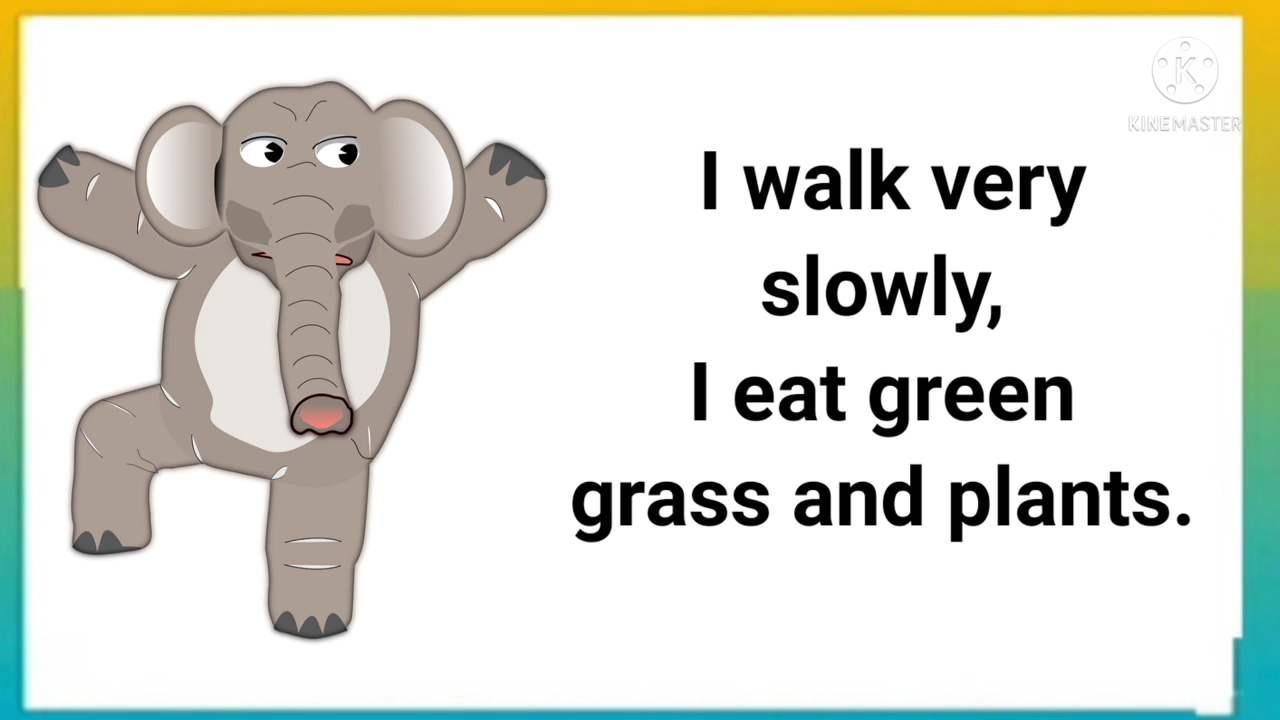 KINEMASTER
I walk very
slowly,
I eat green
grass and plants.